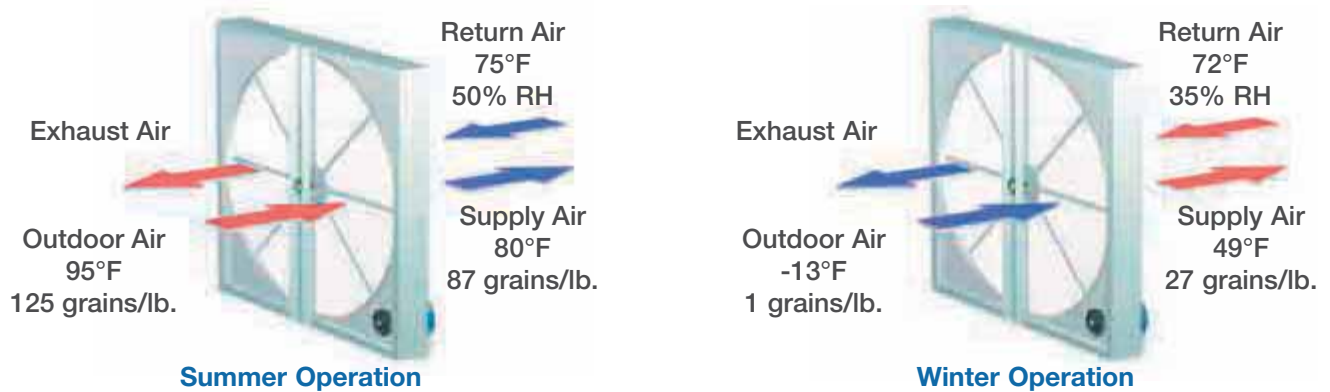 Return Air
75°F
50% RH
Exhaust Air
Outdoor Air
95°F
125 grains/lb.
Supply Air
80°F
87 grains/lb.
Summer Operation
Return Air
72°F
35% RH
Exhaust Air
Outdoor Air
-13°F
1 grains/lb.
Supply Air
49°F
27 grains/lb.
Winter Operation